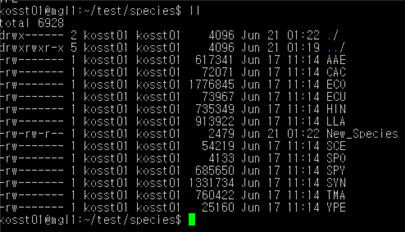 kosst01@mgl1:~/test/species$ ll
total 6928
drwx------ 2 kosst01 kosst01 4096 Jun 21 01:22 ./
drwxrwxr-x 5 kosst01 kosst01 4096 Jun 21 01:19 ../
-rw------- 1 kosst01 kosst01 617341 Jun 17 11:14 AAE
-rw------- 1 kosst01 kosst01 72071 Jun 17 11:14 CAC
-rw------- 1 kosst01 kosst01 1776845 Jun 17 11:14 ECO
-rw------- 1 kosst01 kosst01 73967 Jun 17 11:14 ECU
-rw------- 1 kosst01 kosst01 735349 Jun 17 11:14 HIN
-rw------- 1 kosst01 kosst01 913922 Jun 17 11:14 LLA
-rw-rw-r-- 1 kosst01 kosst01 2479 Jun 21 01:22 New_Species
-rw------- 1 kosst01 kosst01 54219 Jun 17 11:14 SCE
-rw------- 1 kosst01 kosst01 4133 Jun 17 11:14 SPO
-rw------- 1 kosst01 kosst01 685650 Jun 17 11:14 SPY
-rw------- 1 kosst01 kosst01 1331734 Jun 17 11:14 SYN
-rw------- 1 kosst01 kosst01 760422 Jun 17 11:14 TMA
-rw------- 1 kosst01 kosst01 25160 Jun 17 11:14 YPE
kosst01@mgl1:~/test/species$